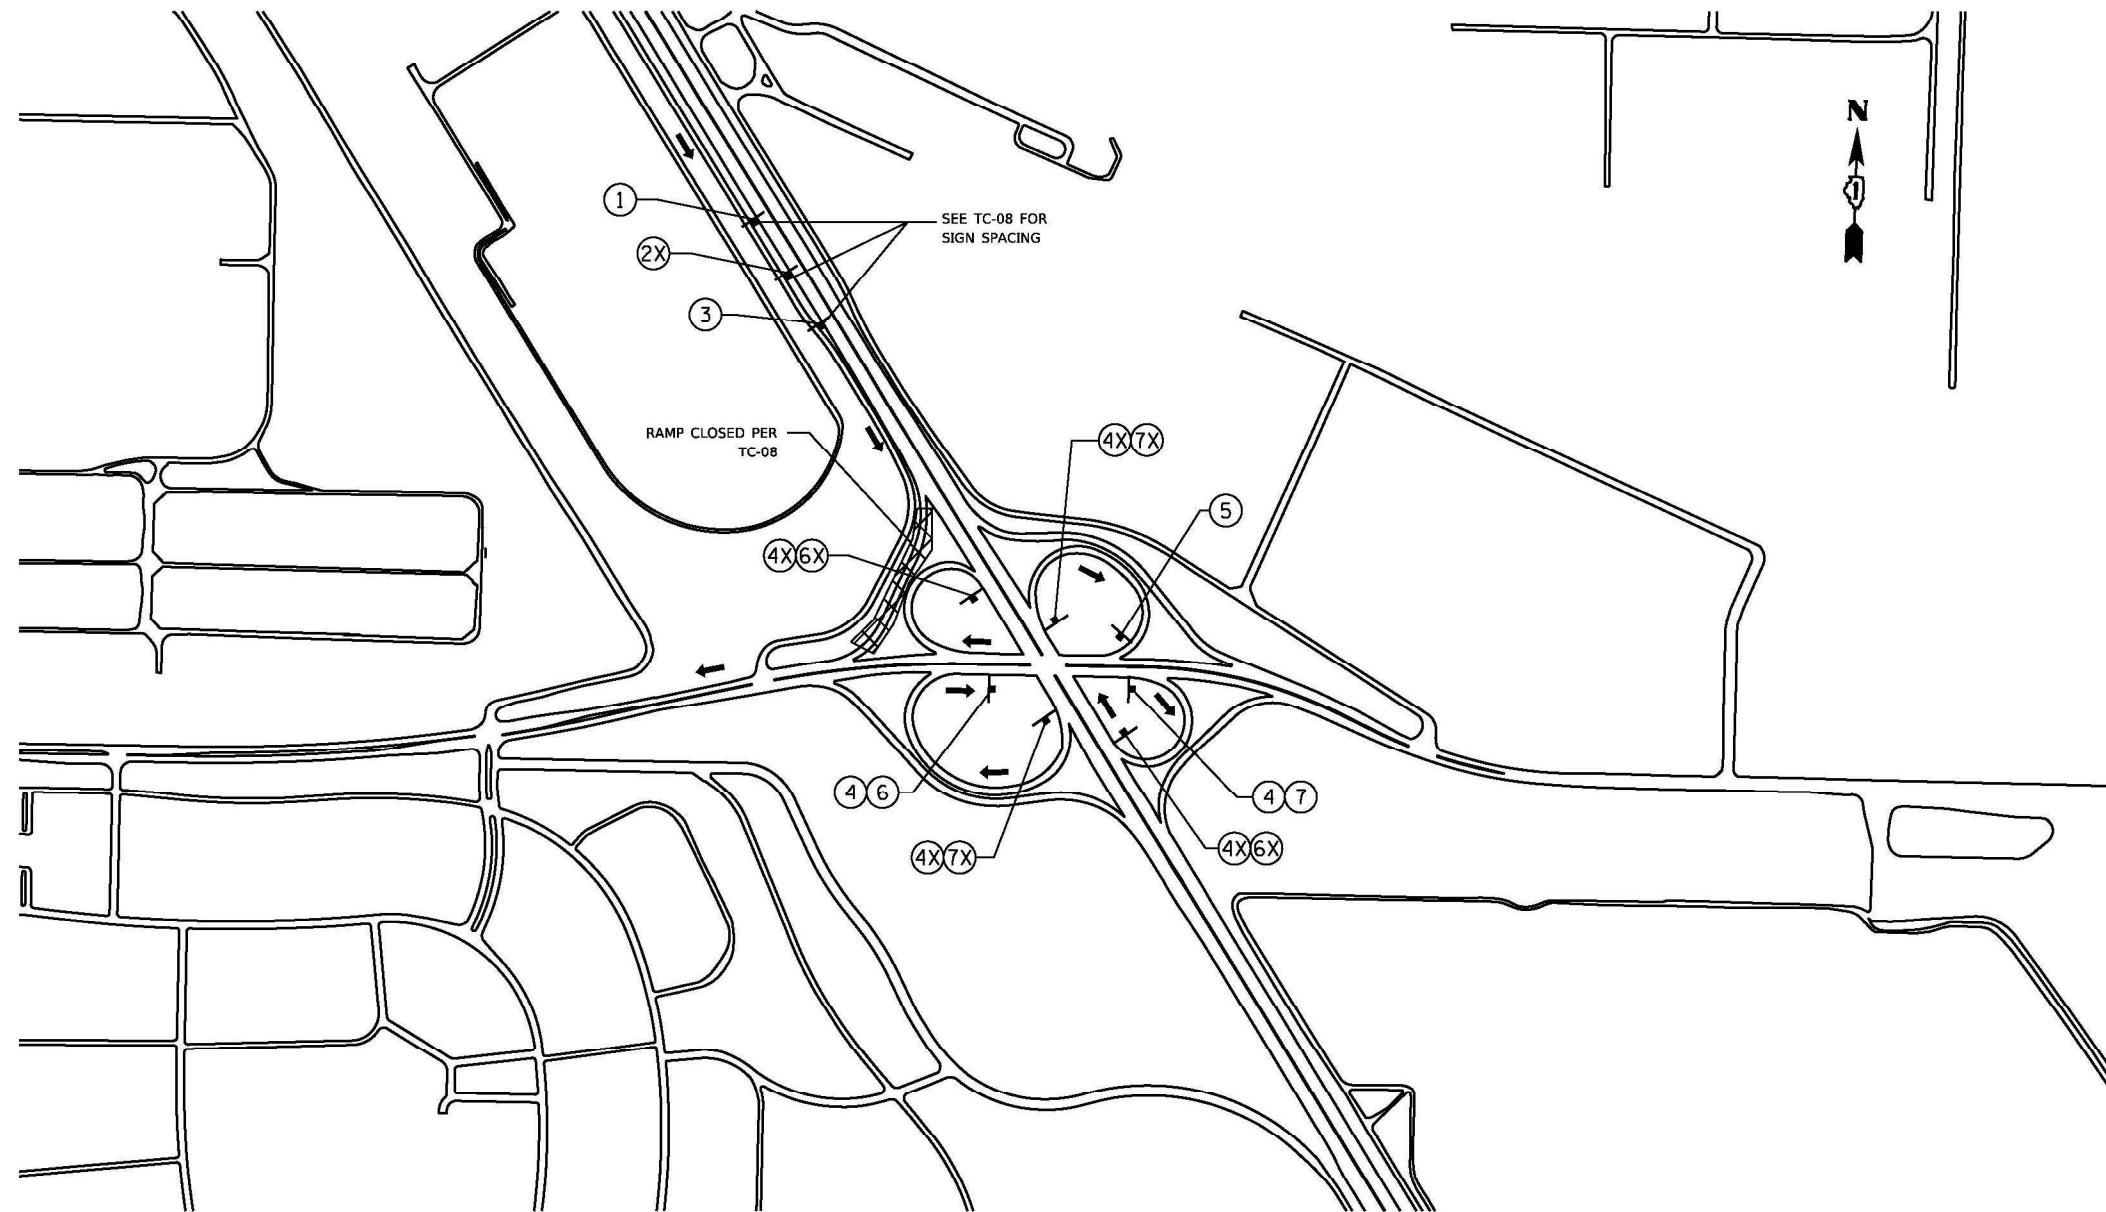 N
1
SEE TC-08 FOR
SIGN SPACING
2X
3
RAMP CLOSED PER
TC-08
4X 7X
5
4X 6X
4 6
4 7
4X 6X
4X 7X